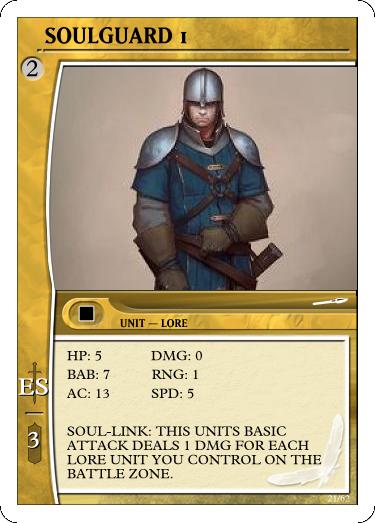 SOULGUARD I
2
UNIT — LORE
HP: 5 DMG: 0
BAB: 7 RNG: 1
AC: 13 SPD: 5
SOUL-LINK: THIS UNITS BASIC
ATTACK DEALS 1 DMG FOR EACH
LORE UNIT YOU CONTROL ON THE
BATTLE ZONE.
ES
3
21/62